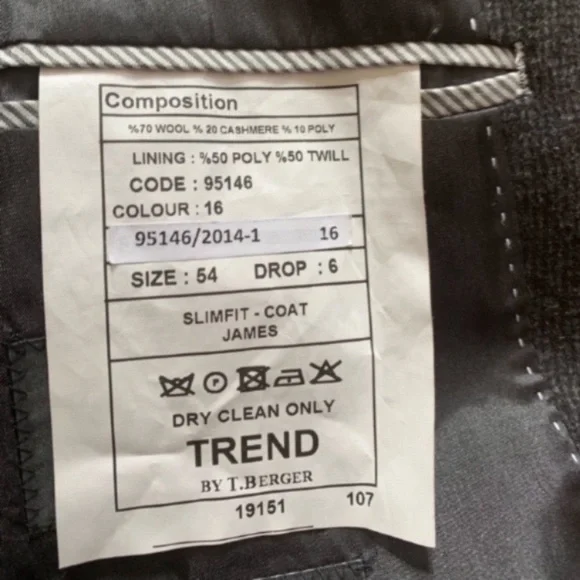 Composition
%70 WOOL % 20 CASHMERE % 10 POLY
LINING : %50 POLY %50 TWILL
CODE : 95146
COLOUR : 16
95146/2014-1 16
SIZE : 54 DROP : 6
SLIMFIT - COAT
JAMES
P
DRY CLEAN ONLY
TREND
BY T.BERGER
19151 107